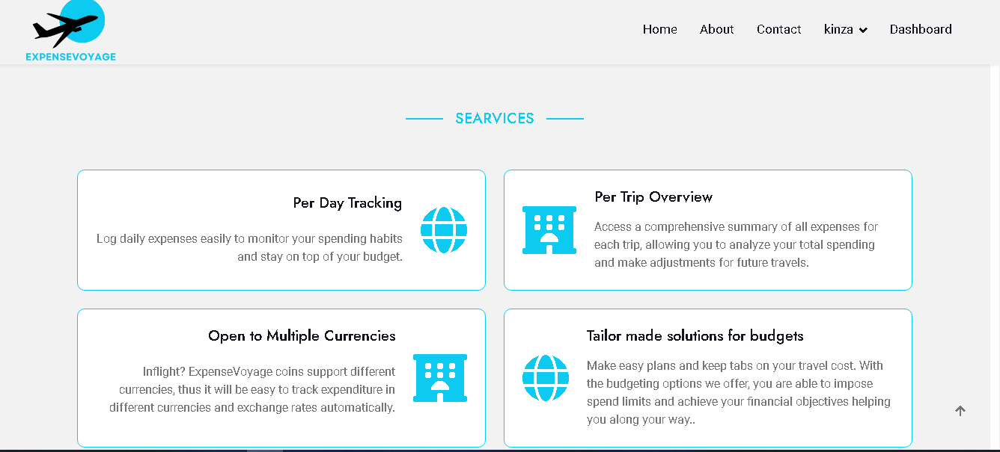 EXPENSEVOYAGE
Home About Contact kinza Dashboard
SEARVICES
Per Day Tracking
Log daily expenses easily to monitor your spending habits
and stay on top of your budget.
Per Trip Overview
Access a comprehensive summary of all expenses for
each trip, allowing you to analyze your total spending
and make adjustments for future travels.
Open to Multiple Currencies
Inflight? ExpenseVoyage coins support different
currencies, thus it will be easy to track expenditure in
different currencies and exchange rates automatically.
Tailor made solutions for budgets
Make easy plans and keep tabs on your travel cost. With
the budgeting options we offer, you are able to impose
spend limits and achieve your financial objectives helping
you along your way..